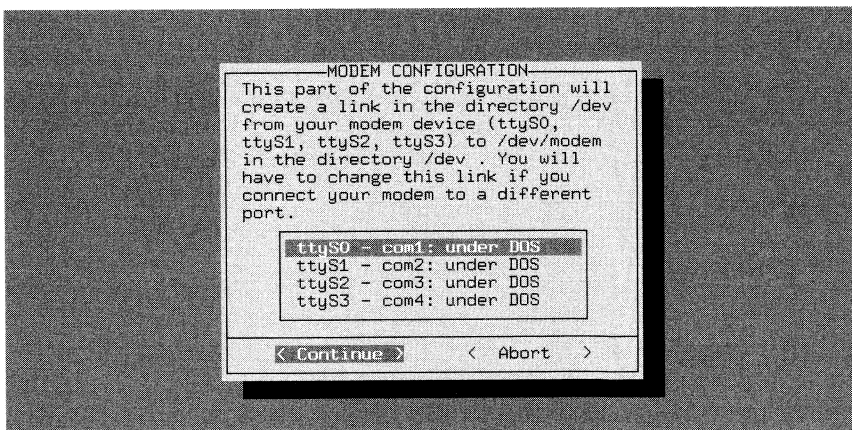 MODEM CONFIGURATION
This part of the configuration will
create a link in the directory /dev
from your modem device (ttyS0,
ttyS1, ttyS2, ttyS3) to /dev/modem
in the directory /dev . You will
have to change this link if you
connect your modem to a different
port.
ttyS0 - com1: under DOS
ttyS1 - com2: under DOS
ttyS2 - com3: under DOS
ttyS3 - com4: under DOS
< Continue > < Abort >